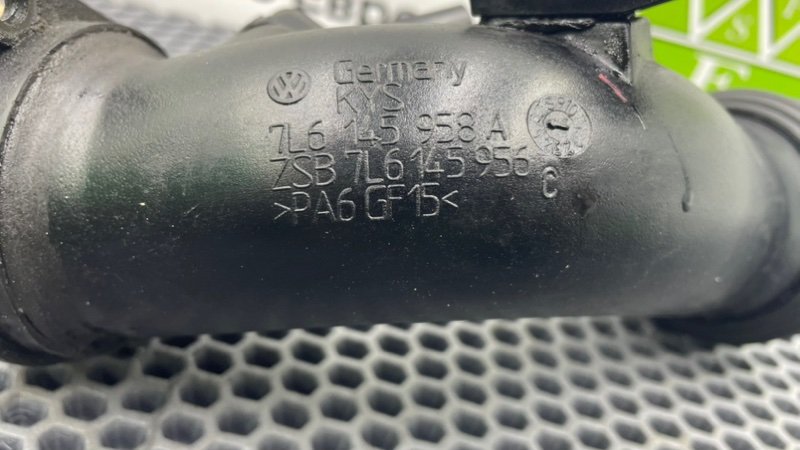 Germany
KYS
7L6 145 958 A
ZSB 7L6 145 956 C
>PA6 GF15<